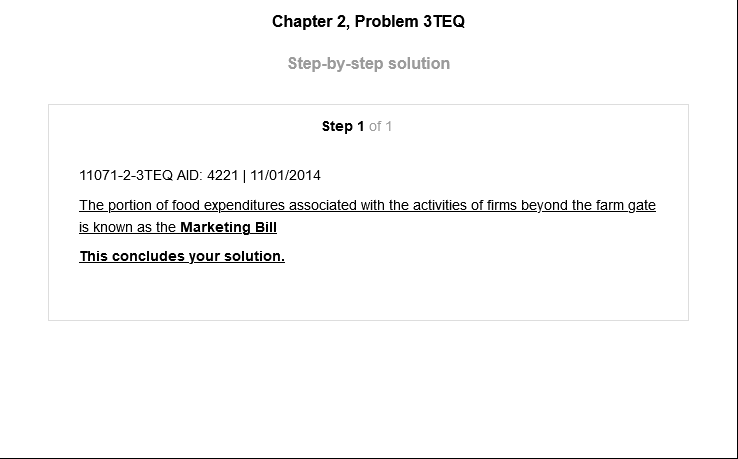 Chapter 2, Problem 3TEQ
Step-by-step solution
Step 1 of 1
11071-2-3TEQ AID: 4221 | 11/01/2014
The portion of food expenditures associated with the activities of firms beyond the farm gate
is known as the Marketing Bill
This concludes your solution.